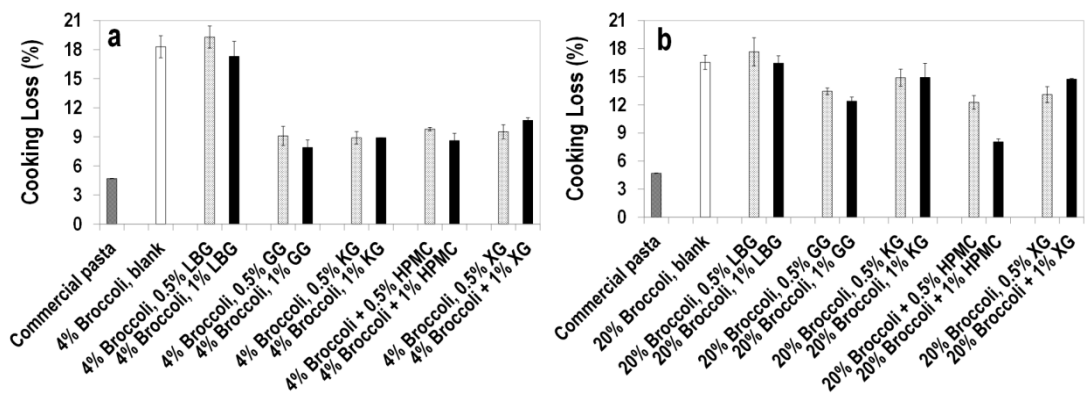 a
Cooking Loss (%)
21
18
15
12
9
6
3
0
Commercial pasta
4% Broccoli, blank
4% Broccoli, 0.5% LBG
4% Broccoli, 1% LBG
4% Broccoli, 0.5% GG
4% Broccoli, 1% GG
4% Broccoli, 0.5% KG
4% Broccoli, 1% KG
4% Broccoli + 0.5% HPMC
4% Broccoli + 1% HPMC
4% Broccoli, 0.5% XG
4% Broccoli + 1% XG
b
Cooking Loss (%)
21
18
15
12
9
6
3
0
Commercial pasta
20% Broccoli, blank
20% Broccoli, 0.5% LBG
20% Broccoli, 1% LBG
20% Broccoli, 0.5% GG
20% Broccoli, 1% GG
20% Broccoli, 0.5% KG
20% Broccoli, 1% KG
20% Broccoli + 0.5% HPMC
20% Broccoli + 1% HPMC
20% Broccoli, 0.5% XG
20% Broccoli + 1% XG